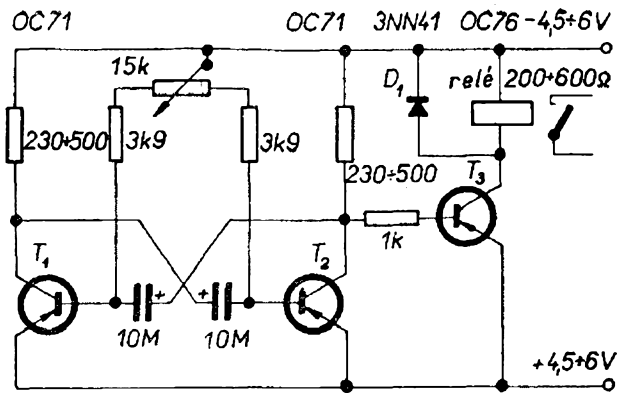 OC71
OC71
3NN41
OC76
-4,5÷6V
15k
D1
relé
200÷600Ω
230÷500
3k9
3k9
230÷500
T3
1k
T1
T2
+
+
10M
10M
+4,5÷6V